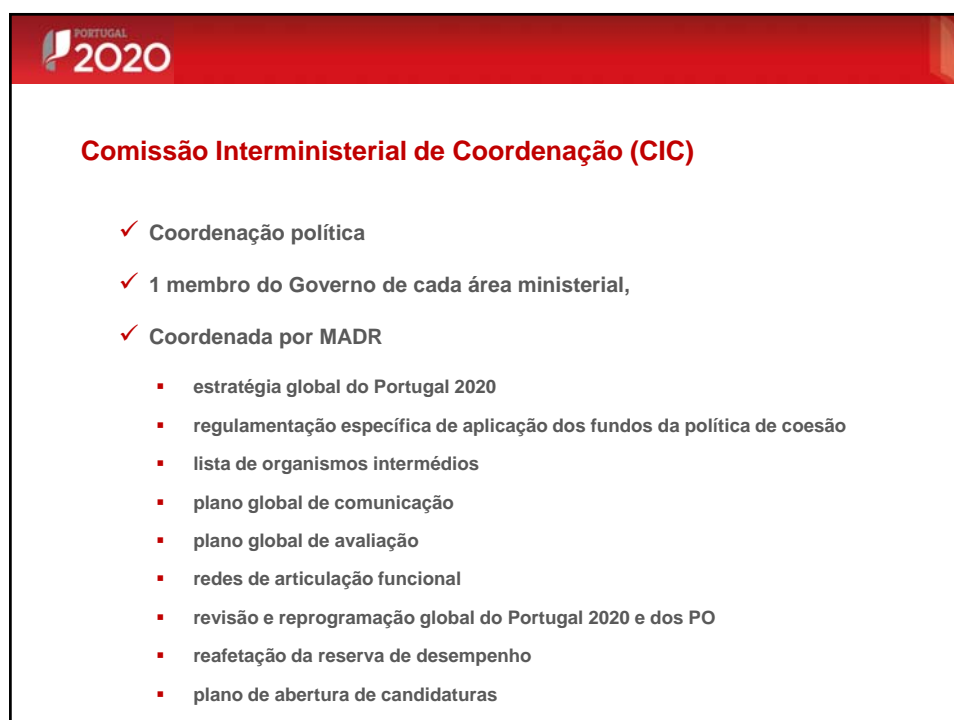 PORTUGAL
2020
Comissão Interministerial de Coordenação (CIC)
✓ Coordenação política
✓ 1 membro do Governo de cada área ministerial,
✓ Coordenada por MADR
▪ estratégia global do Portugal 2020
▪ regulamentação específica de aplicação dos fundos da política de coesão
▪ lista de organismos intermédios
▪ plano global de comunicação
▪ plano global de avaliação
▪ redes de articulação funcional
▪ revisão e reprogramação global do Portugal 2020 e dos PO
▪ reafetação da reserva de desempenho
▪ plano de abertura de candidaturas